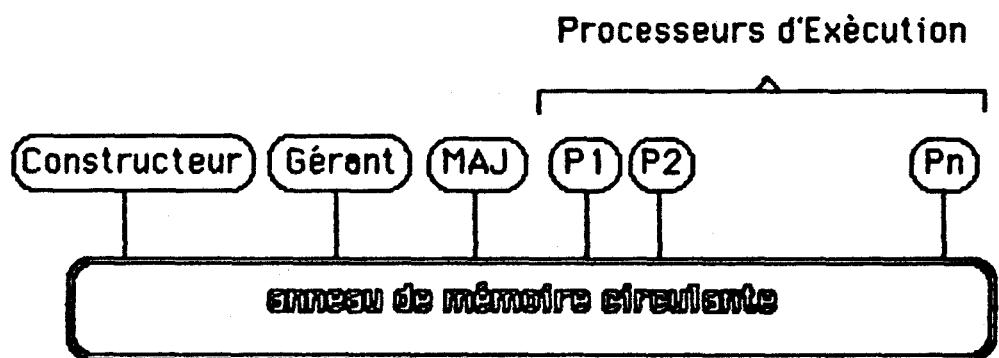 Processeurs d'Exècution
Constructeur Gérant MAJ P1 P2 Pn
anneau de mémoire circulante